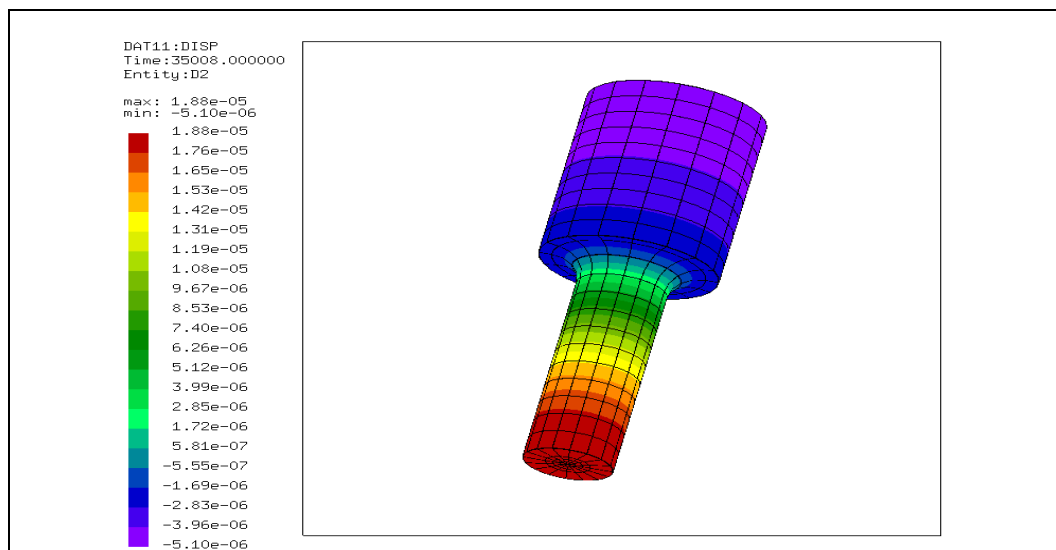 DAT11:DISP
Time:35008.000000
Entity:D2
max: 1.88e-05
min: -5.10e-06
1.88e-05
1.76e-05
1.65e-05
1.53e-05
1.42e-05
1.31e-05
1.19e-05
1.08e-05
9.67e-06
8.53e-06
7.40e-06
6.26e-06
5.12e-06
3.99e-06
2.85e-06
1.72e-06
5.81e-07
-5.55e-07
-1.69e-06
-2.83e-06
-3.96e-06
-5.10e-06